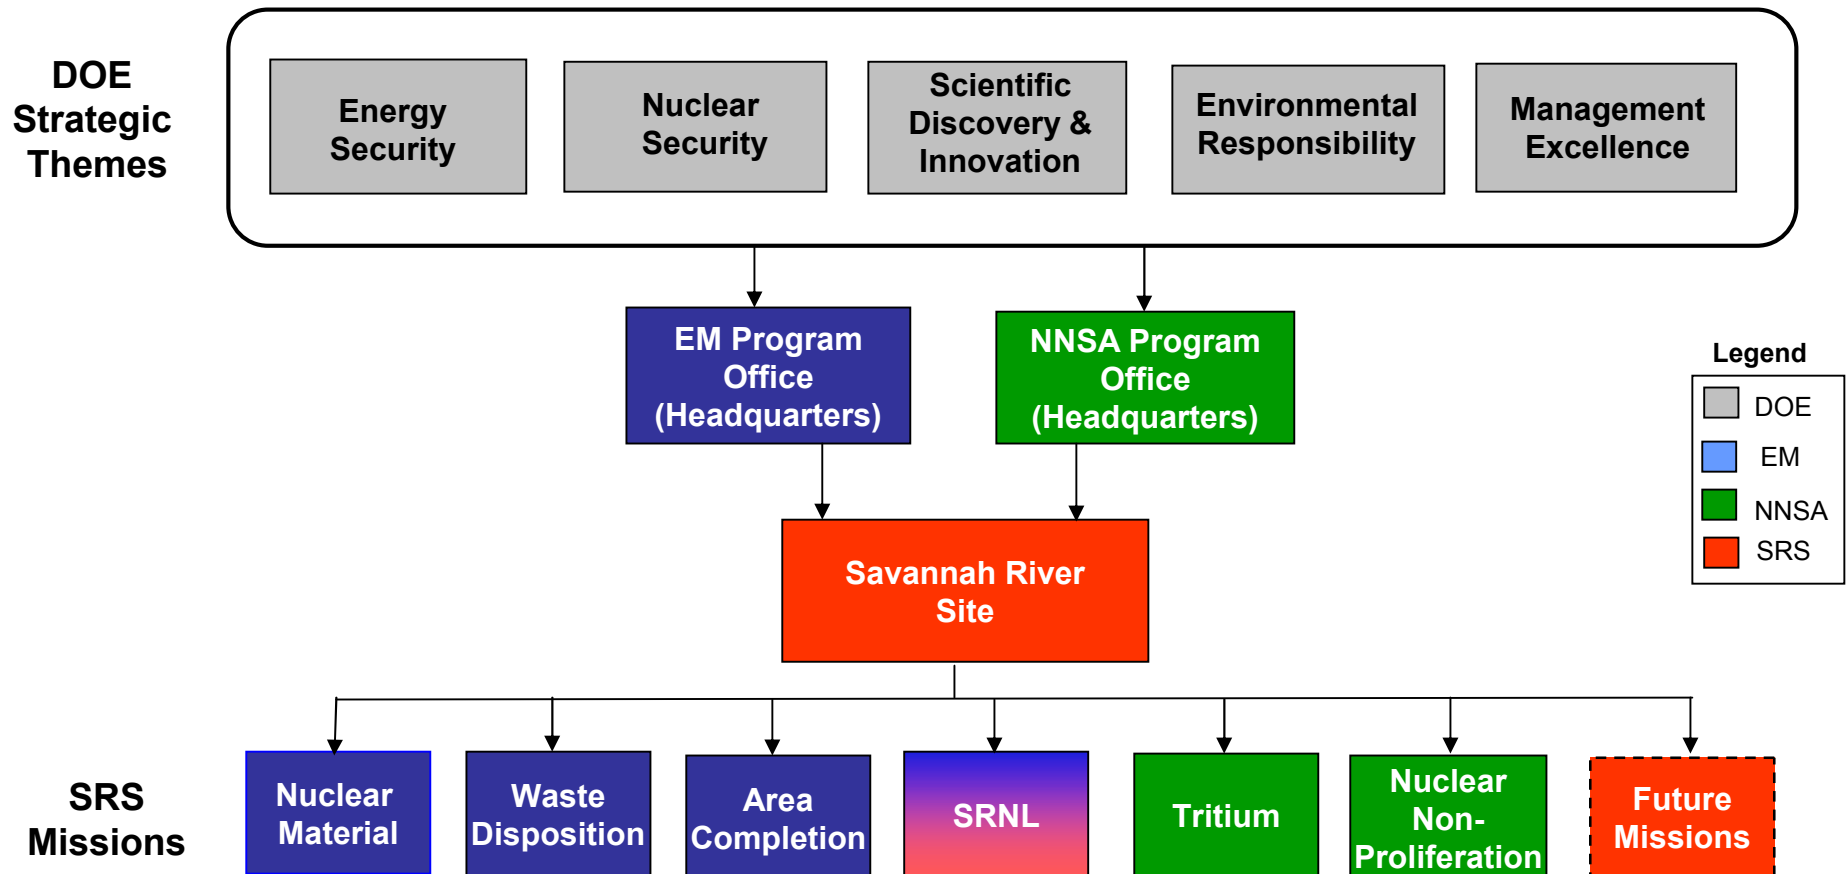 DOE
Strategic
Themes
Energy
Security
Nuclear
Security
Scientific
Discovery &
Innovation
Environmental
Responsibility
Management
Excellence
EM Program
Office
(Headquarters)
NNSA Program
Office
(Headquarters)
Legend
DOE
EM
NNSA
SRS
Savannah River
Site
SRS
Missions
Nuclear
Material
Waste
Disposition
Area
Completion
SRNL
Tritium
Nuclear
Non-
Proliferation
Future
Missions